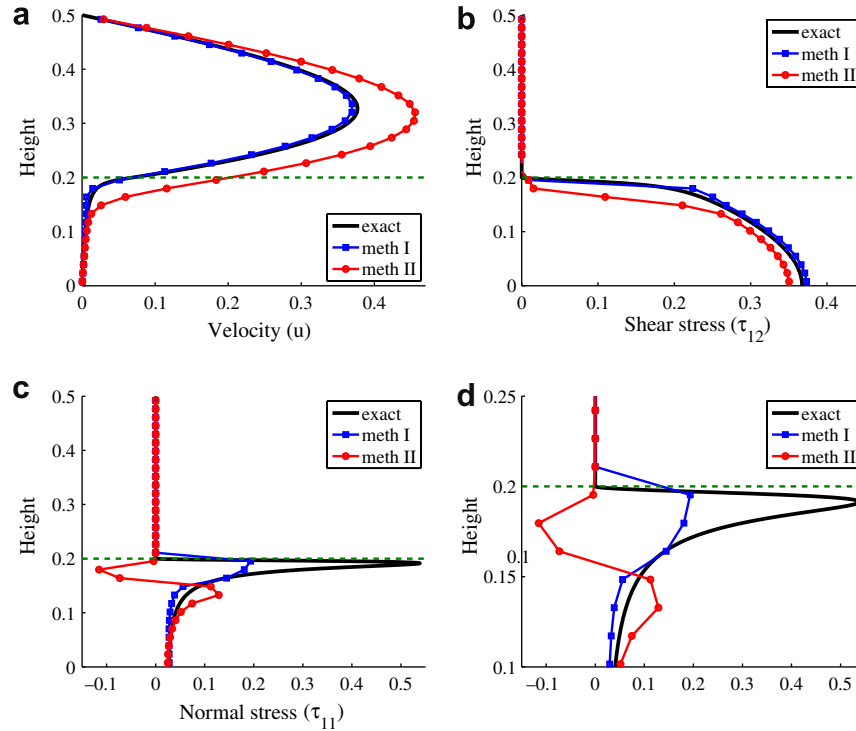 a
0.5
0.4
0.3
0.2
0.1
0
Height
exact
meth I
meth II
0
0.1
0.2
0.3
0.4
Velocity (u)
b
0.5
0.4
0.3
0.2
0.1
0
Height
exact
meth I
meth II
0
0.1
0.2
0.3
0.4
Shear stress (τ12)
c
0.5
0.4
0.3
0.2
0.1
0
Height
exact
meth I
meth II
−0.1
0
0.1
0.2
0.3
0.4
0.5
Normal stress (τ11)
d
0.25
0.2
0.1
0.15
0.1
Height
exact
meth I
meth II
−0.1
0
0.1
0.2
0.3
0.4
0.5